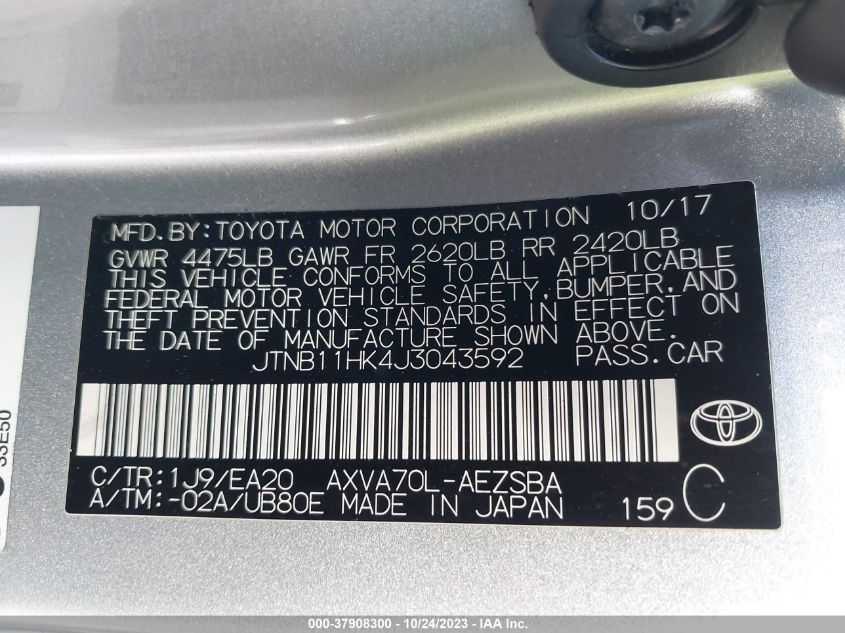 MFD.BY:TOYOTA MOTOR CORPORATION 10/17
GVWR 4475LB GAWR FR 2620LB RR 2420LB
THIS VEHICLE CONFORMS TO ALL APPLICABLE
FEDERAL MOTOR VEHICLE SAFETY,BUMPER,AND
THEFT PREVENTION STANDARDS IN EFFECT ON
THE DATE OF MANUFACTURE SHOWN ABOVE.
JTNB11HK4J3043592 PASS.CAR
C/TR:1J9/EA20 AXVA70L-AEZSBA
A/TM:-02A/UB80E MADE IN JAPAN 159 C
33E50
000-37908300 - 10/24/2023 - IAA, Inc.